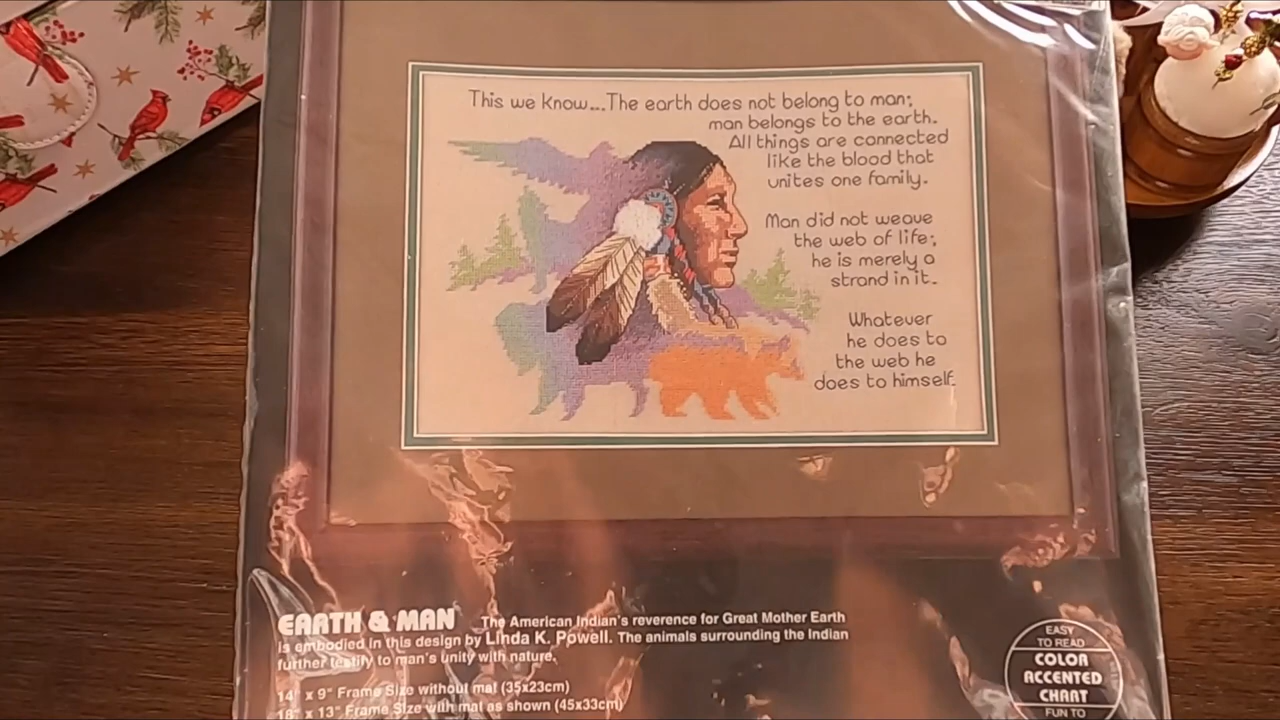 This we know...The earth does not belong to man;
man belongs to the earth.
All things are connected
like the blood that
unites one family.
Man did not weave
the web of life;
he is merely a
strand in it.
Whatever
he does to
the web he
does to himself.
EARTH & MAN The American Indian's reverence for Great Mother Earth
is embodied in this design by Linda K. Powell. The animals surrounding the Indian
further testify to man's unity with nature.
14" x 9" Frame Size without mat (35x23cm)
18" x 13" Frame Size with mat as shown (45x33cm)
EASY
TO READ
COLOR
ACCENTED
CHART
FUN TO